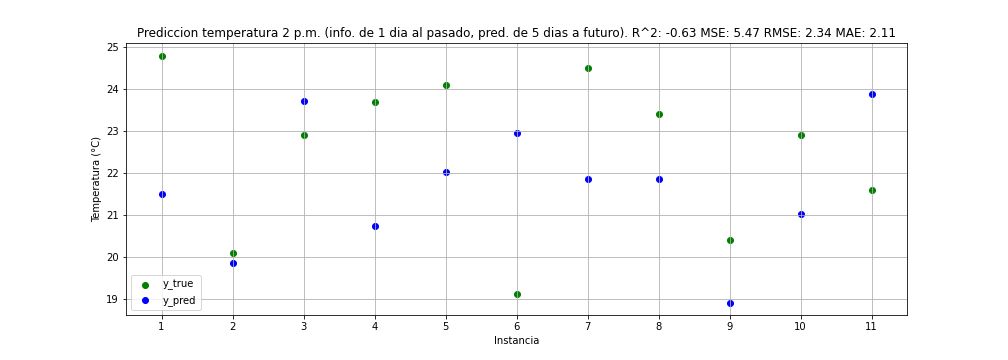 Prediccion temperatura 2 p.m. (info. de 1 dia al pasado, pred. de 5 dias a futuro). R^2: -0.63 MSE: 5.47 RMSE: 2.34 MAE: 2.11
25
24
23
22
21
20
19
Temperatura (°C)
y_true
y_pred
1 2 3 4 5 6 7 8 9 10 11
Instancia